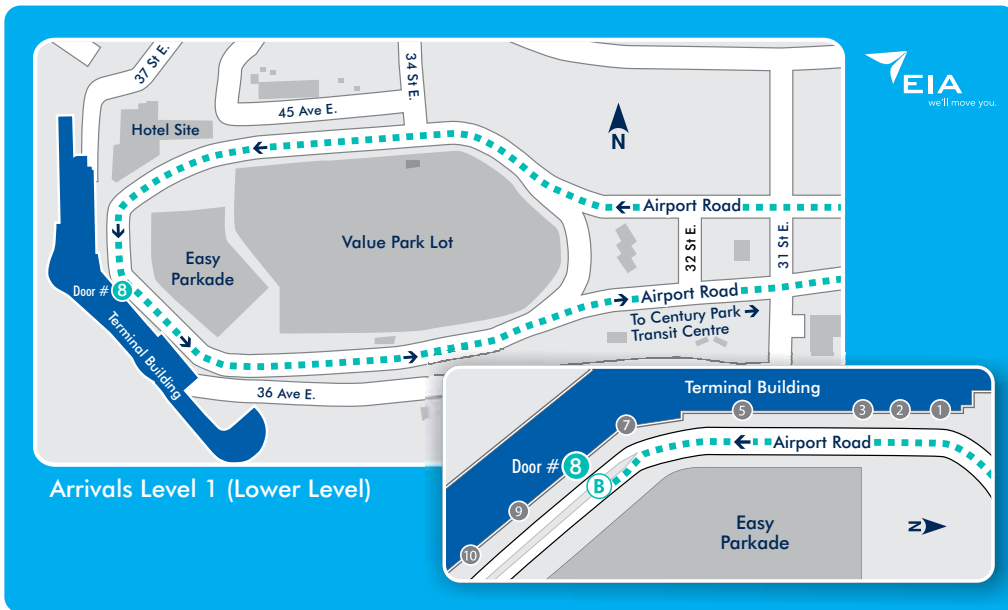 37 St E.
34 St E.
45 Ave E.
Hotel Site
N
Airport Road
Value Park Lot
Easy
Parkade
32 St E.
31 St E.
Door # 8
Airport Road
To Century Park
Transit Centre
Terminal Building
36 Ave E.
EIA
we'll move you.
Arrivals Level 1 (Lower Level)
Terminal Building
7
5
3
2
1
Airport Road
Door # 8
B
9
10
Easy
Parkade
N